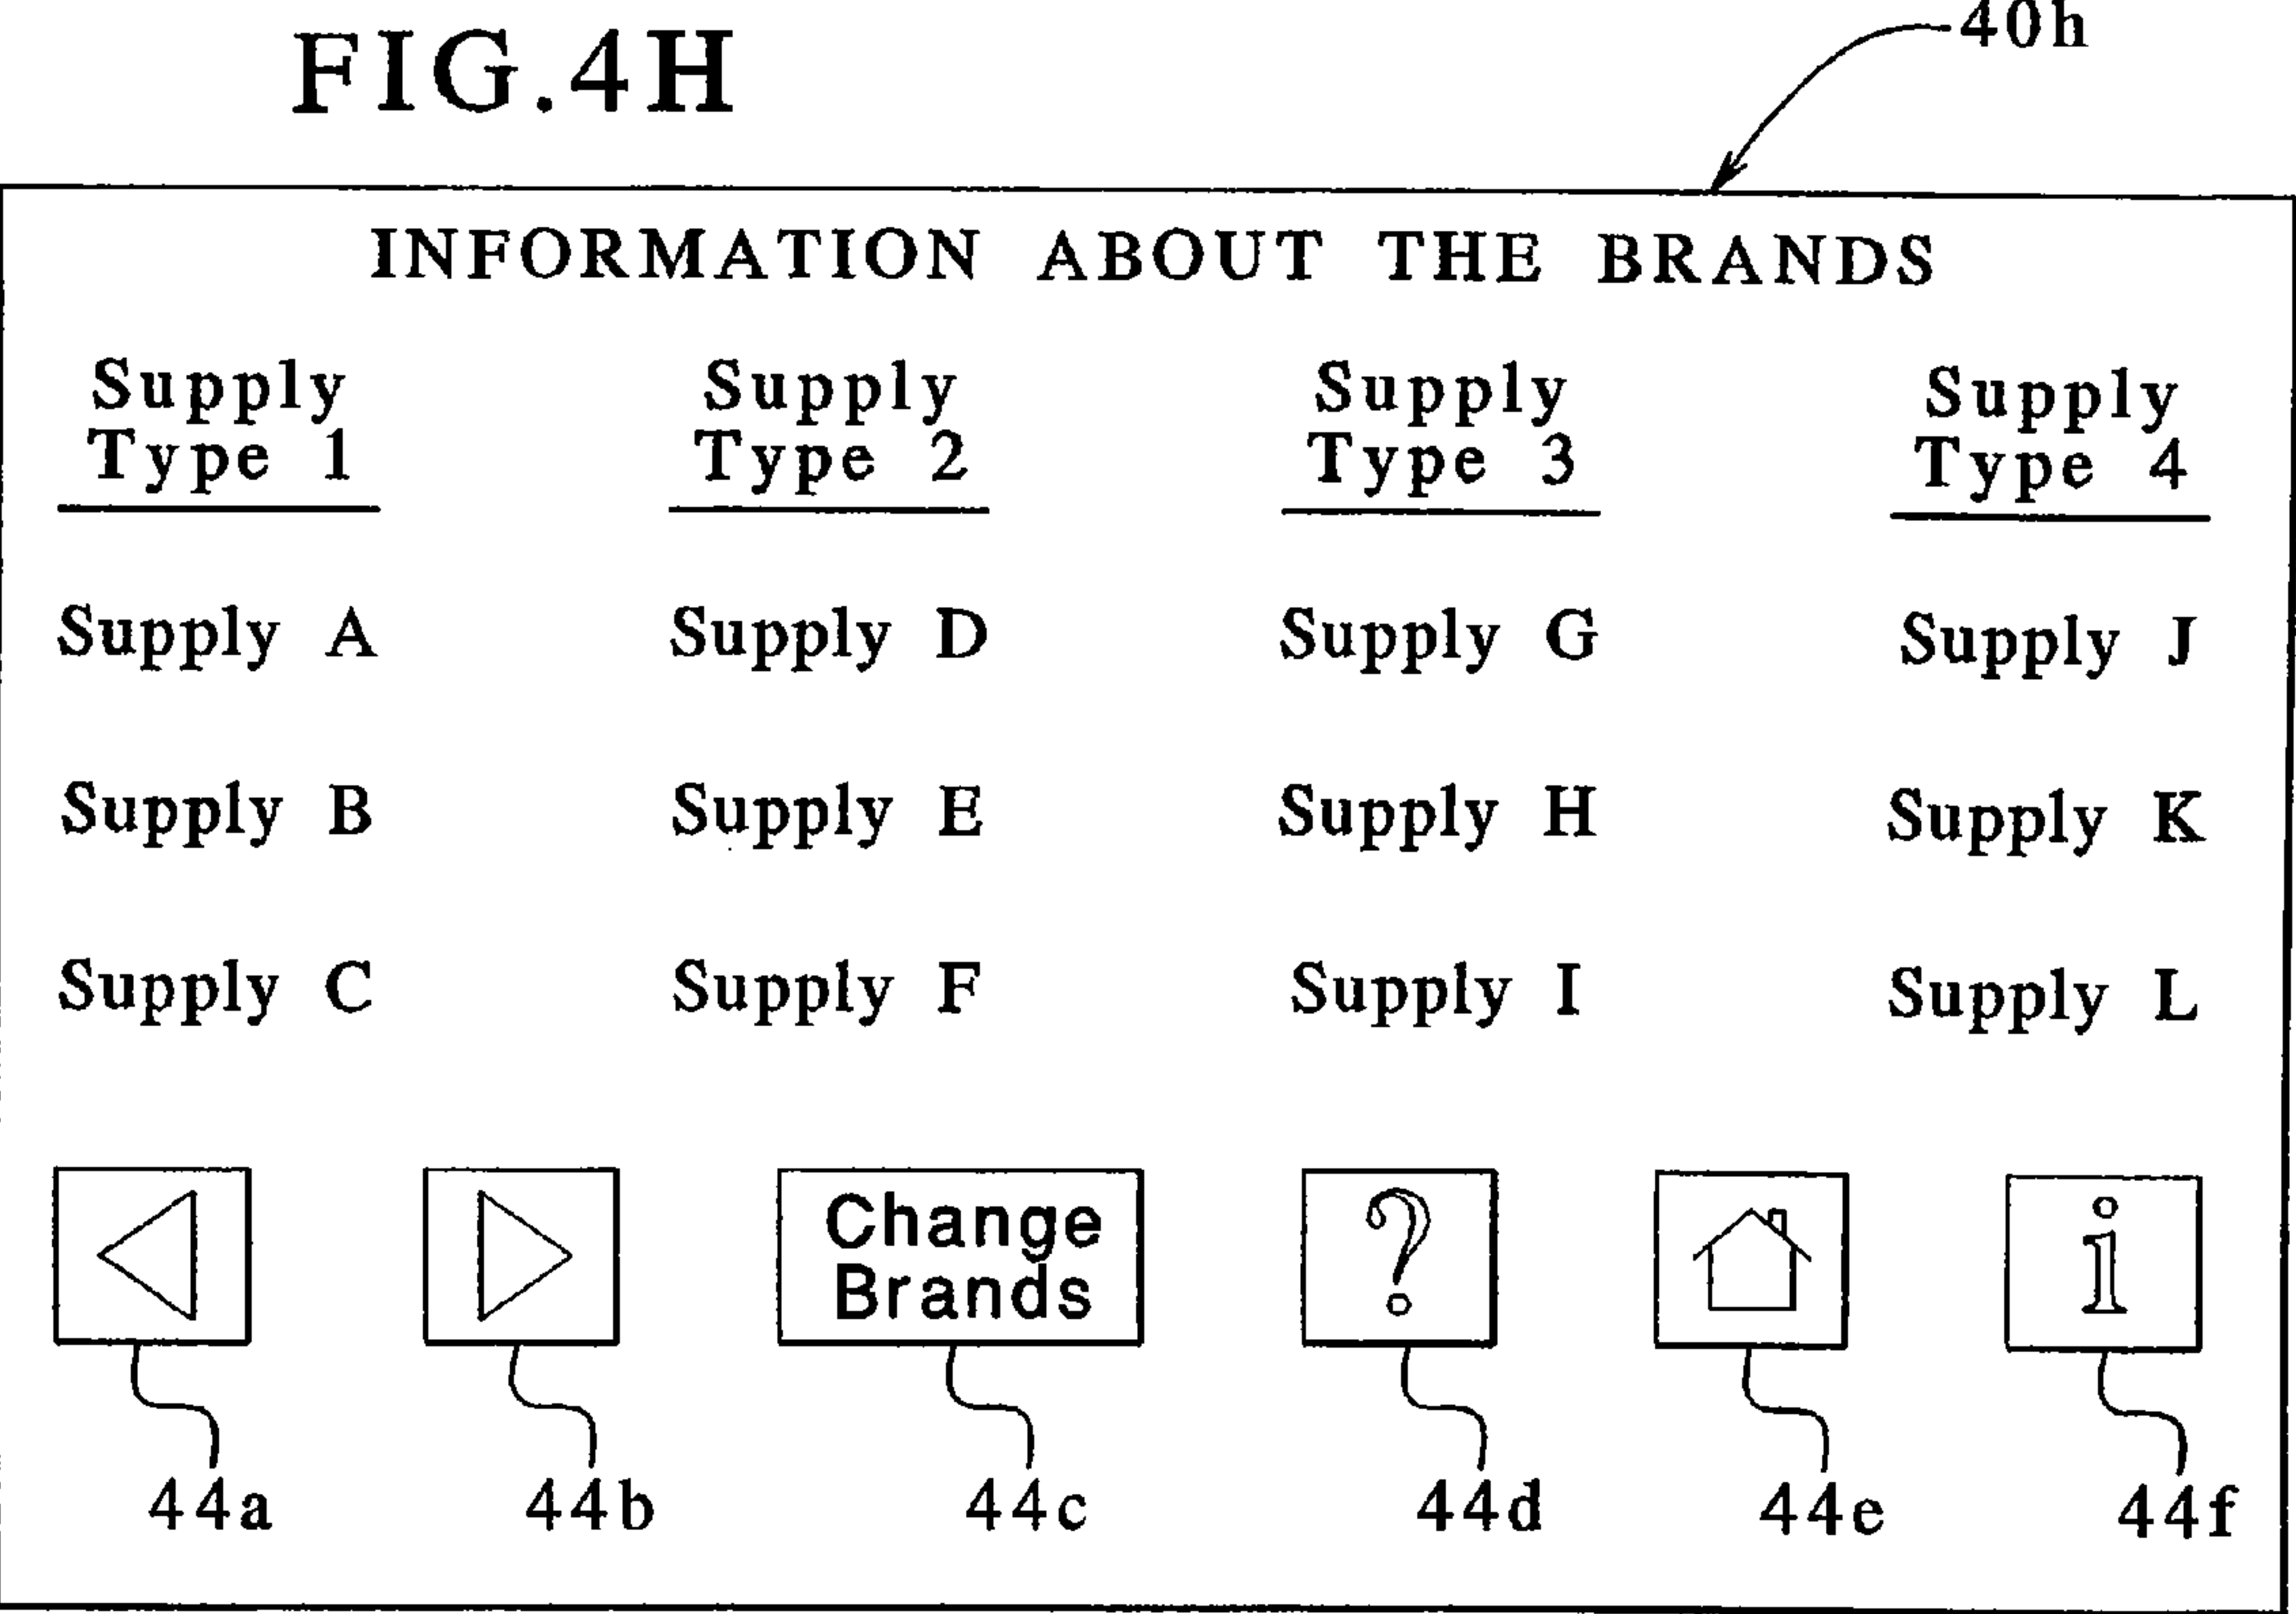 FIG.4H
40h
INFORMATION ABOUT THE BRANDS
Supply Type 1
Supply Type 2
Supply Type 3
Supply Type 4
Supply A
Supply D
Supply G
Supply J
Supply B
Supply E
Supply H
Supply K
Supply C
Supply F
Supply I
Supply L
Change
Brands
?
i
44a
44b
44c
44d
44e
44f